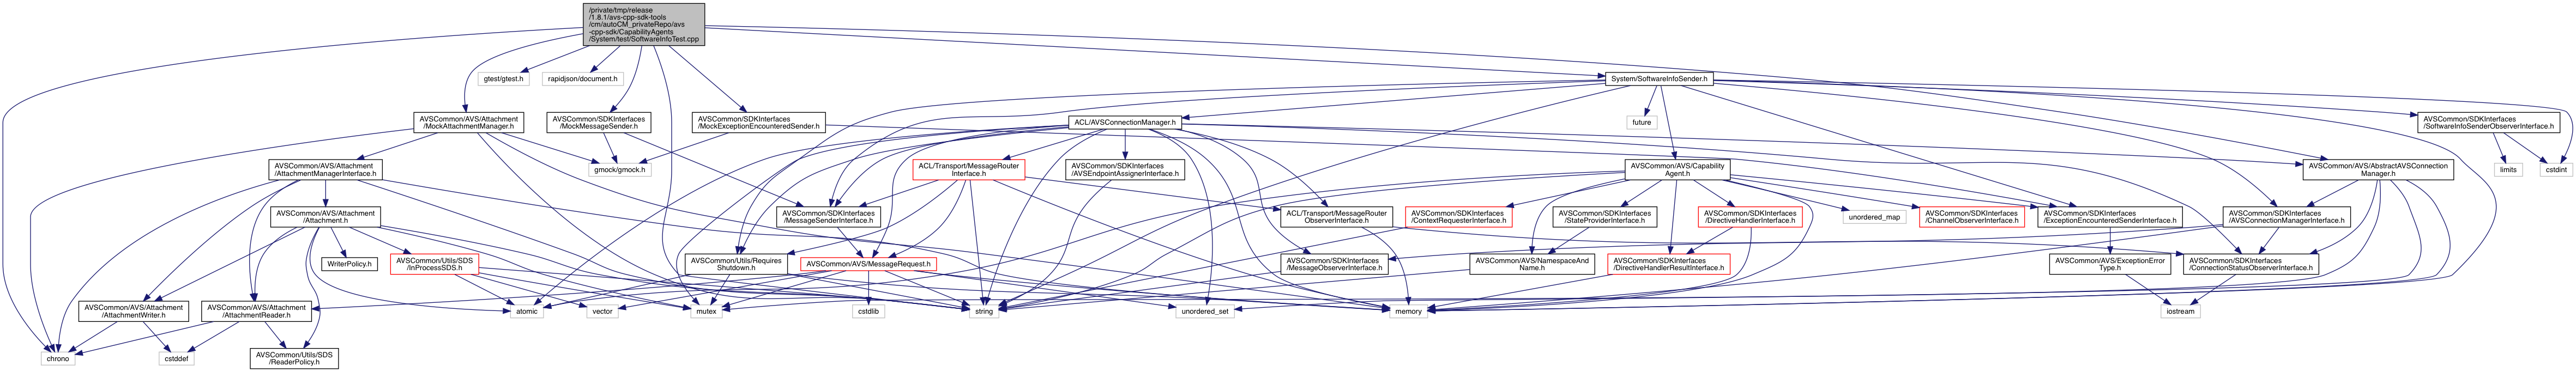 /private/tmp/release
/1.8.1/avs-cpp-sdk-tools
/cm/autoCM_privateRepo/avs
-cpp-sdk/CapabilityAgents
/System/test/SoftwareInfoTest.cpp
gtest/gtest.h
rapidjson/document.h
System/SoftwareInfoSender.h
AVSCommon/AVS/Attachment
/MockAttachmentManager.h
AVSCommon/SDKInterfaces
/MockMessageSender.h
AVSCommon/SDKInterfaces
/MockExceptionEncounteredSender.h
ACL/AVSConnectionManager.h
future
AVSCommon/SDKInterfaces
/SoftwareInfoSenderObserverInterface.h
AVSCommon/AVS/Attachment
/AttachmentManagerInterface.h
gmock/gmock.h
ACL/Transport/MessageRouter
Interface.h
AVSCommon/SDKInterfaces
/AVSEndpointAssignerInterface.h
AVSCommon/AVS/Capability
Agent.h
AVSCommon/AVS/AbstractAVSConnection
Manager.h
limits
cstdint
AVSCommon/AVS/Attachment
/Attachment.h
AVSCommon/SDKInterfaces
/MessageSenderInterface.h
ACL/Transport/MessageRouter
ObserverInterface.h
AVSCommon/SDKInterfaces
/ContextRequesterInterface.h
AVSCommon/SDKInterfaces
/StateProviderInterface.h
AVSCommon/SDKInterfaces
/DirectiveHandlerInterface.h
unordered_map
AVSCommon/SDKInterfaces
/ChannelObserverInterface.h
AVSCommon/SDKInterfaces
/ExceptionEncounteredSenderInterface.h
AVSCommon/SDKInterfaces
/AVSConnectionManagerInterface.h
WriterPolicy.h
AVSCommon/Utils/SDS
/InProcessSDS.h
AVSCommon/Utils/Requires
Shutdown.h
AVSCommon/AVS/MessageRequest.h
AVSCommon/SDKInterfaces
/MessageObserverInterface.h
AVSCommon/AVS/NamespaceAnd
Name.h
AVSCommon/SDKInterfaces
/DirectiveHandlerResultInterface.h
AVSCommon/AVS/ExceptionError
Type.h
AVSCommon/SDKInterfaces
/ConnectionStatusObserverInterface.h
AVSCommon/AVS/Attachment
/AttachmentWriter.h
AVSCommon/AVS/Attachment
/AttachmentReader.h
atomic
vector
mutex
cstdlib
string
unordered_set
memory
iostream
chrono
cstddef
AVSCommon/Utils/SDS
/ReaderPolicy.h